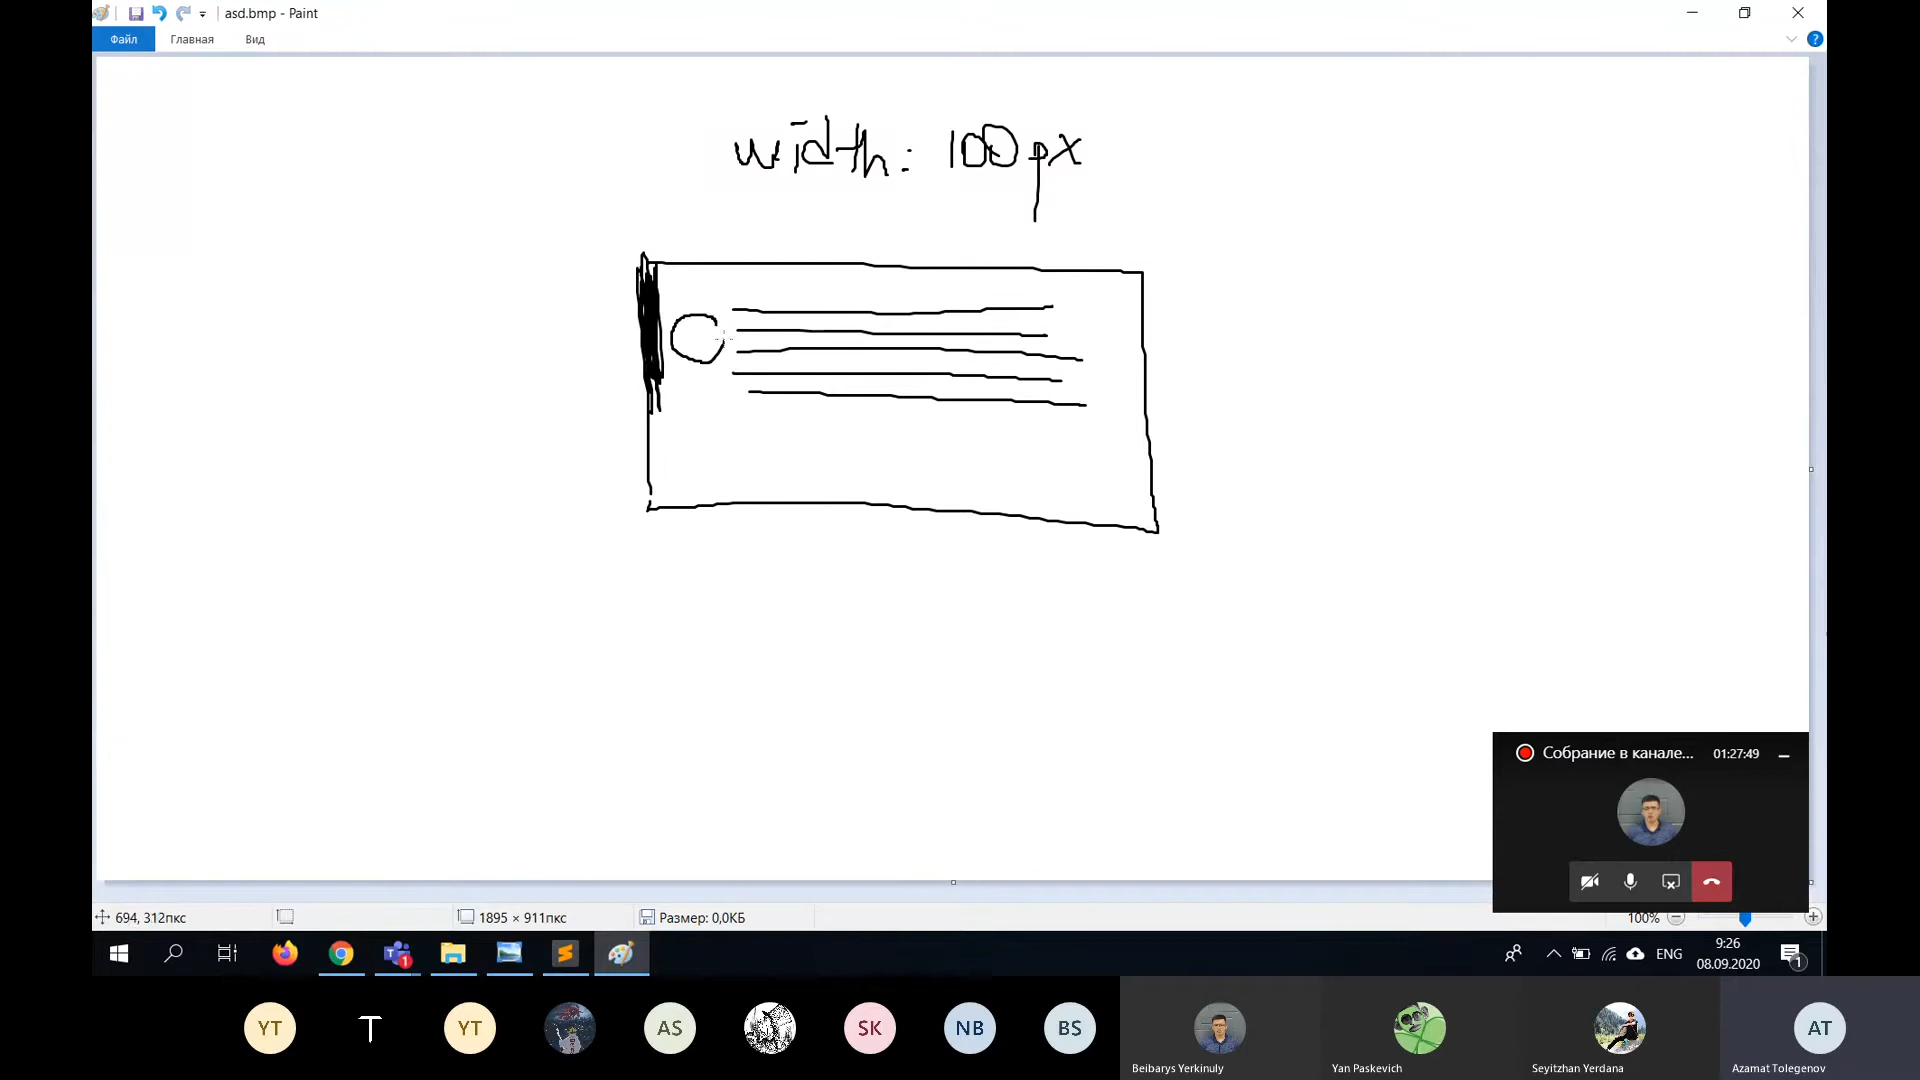 asd.bmp - Paint
Файл Главная Вид
width: 100px
Собрание в канале... 01:27:49
694, 312пкс 1895 × 911пкс Размер: 0,0КБ 100%
1 ENG 9:26
08.09.2020 1
YT T YT AS SK NB BS AT
Beibarys Yerkinuly Yan Paskevich Seyitzhan Yerdana Azamat Tolegenov